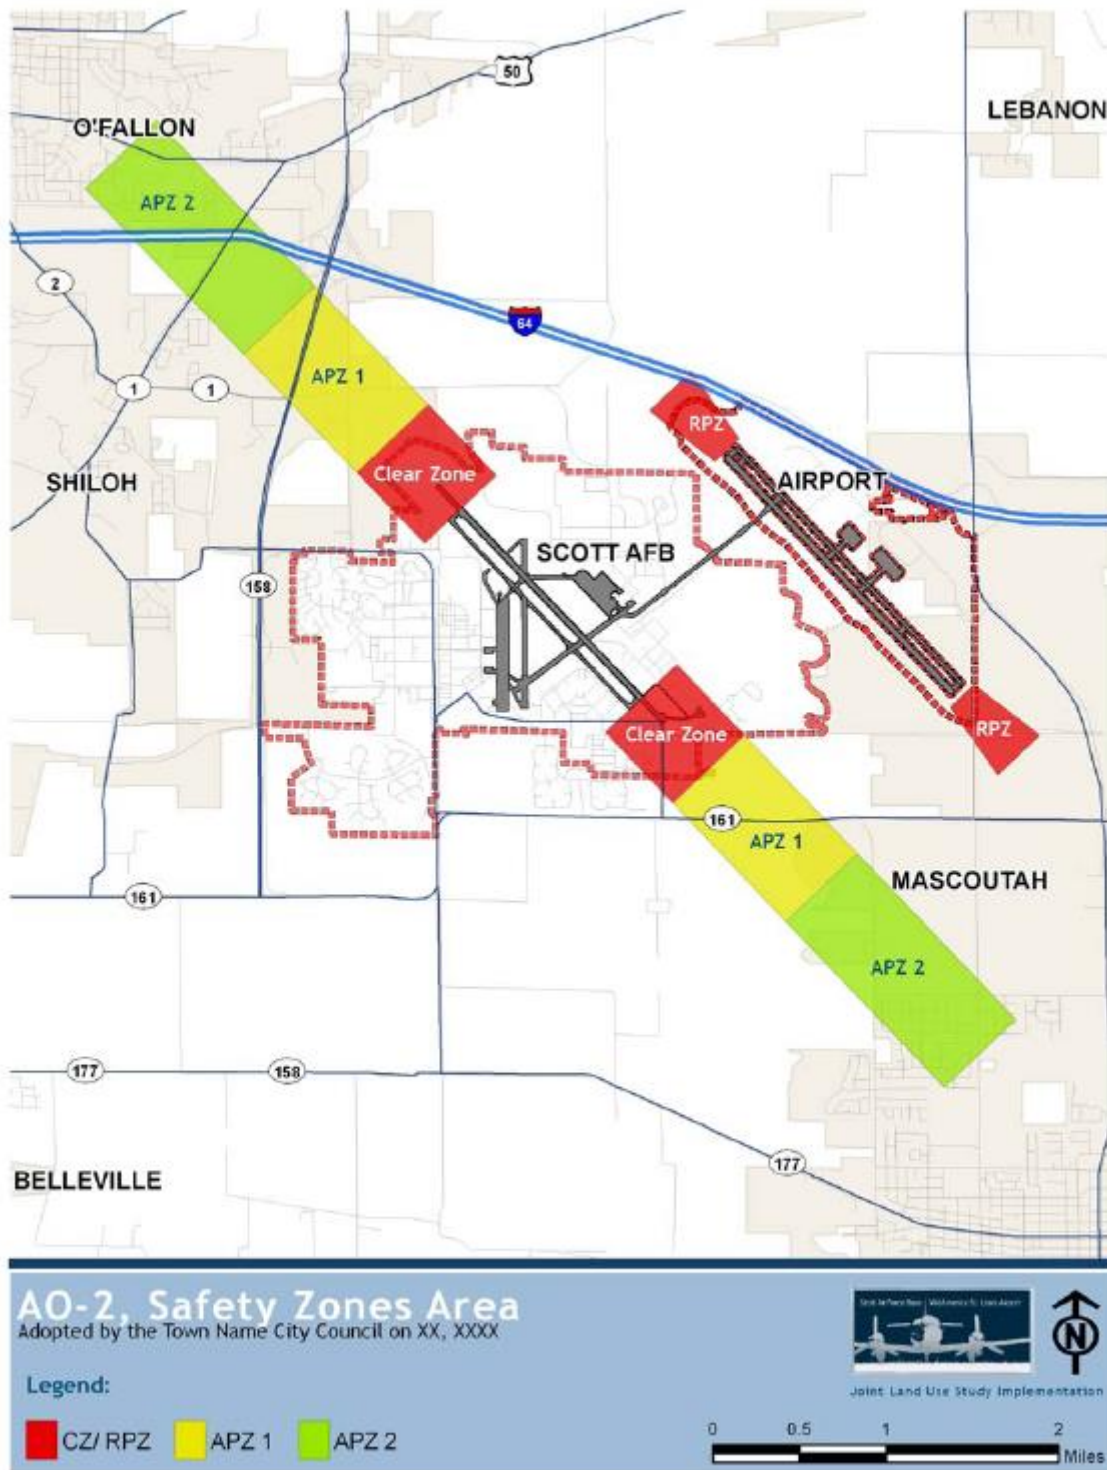 50
LEBANON
O'FALLON
APZ 2
2
64
APZ 1
1
1
RPZ
Clear Zone
SHILOH
AIRPORT
SCOTT AFB
158
Clear Zone
RPZ
161
APZ 1
MASCOUTAH
161
APZ 2
177
158
177
BELLEVILLE
AO-2, Safety Zones Area
Adopted by the Town Name City Council on XX, XXXX
N
Joint Land Use Study Implementation
Legend:
CZ/ RPZ
APZ 1
APZ 2
0 0.5 1 2
Miles